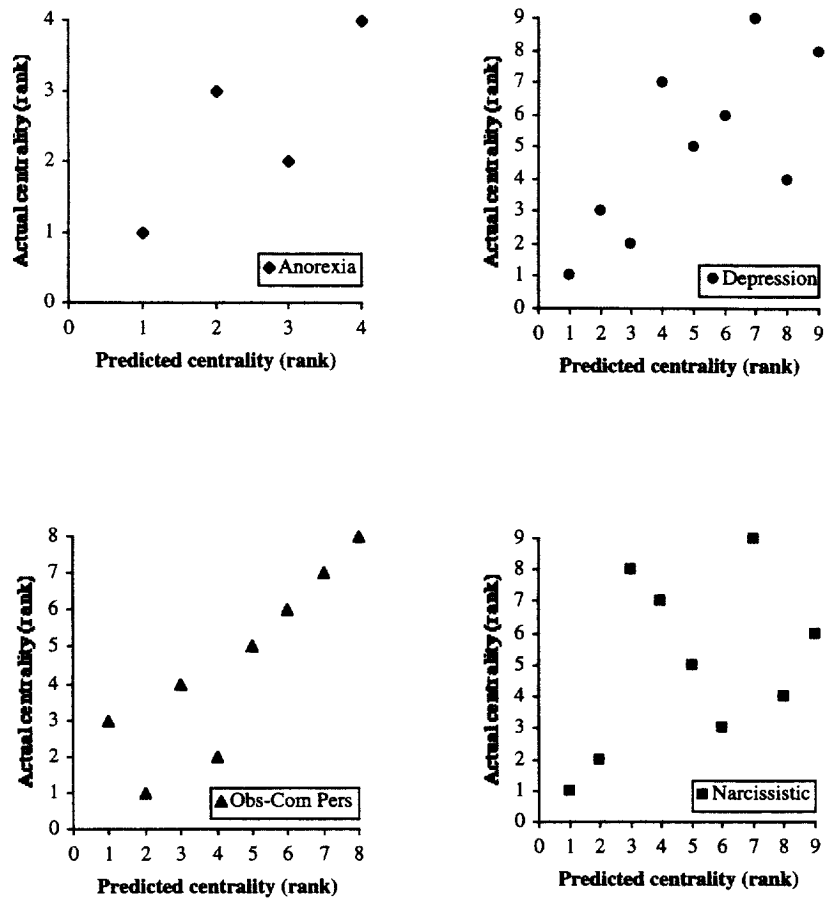 4
3
2
1
0
Actual centrality (rank)
0 1 2 3 4
Predicted centrality (rank)
Anorexia
9
8
7
6
5
4
3
2
1
0
Actual centrality (rank)
0 1 2 3 4 5 6 7 8 9
Predicted centrality (rank)
Depression
8
7
6
5
4
3
2
1
0
Actual centrality (rank)
0 1 2 3 4 5 6 7 8
Predicted centrality (rank)
Obs-Com Pers
9
8
7
6
5
4
3
2
1
0
Actual centrality (rank)
0 1 2 3 4 5 6 7 8 9
Predicted centrality (rank)
Narcissistic